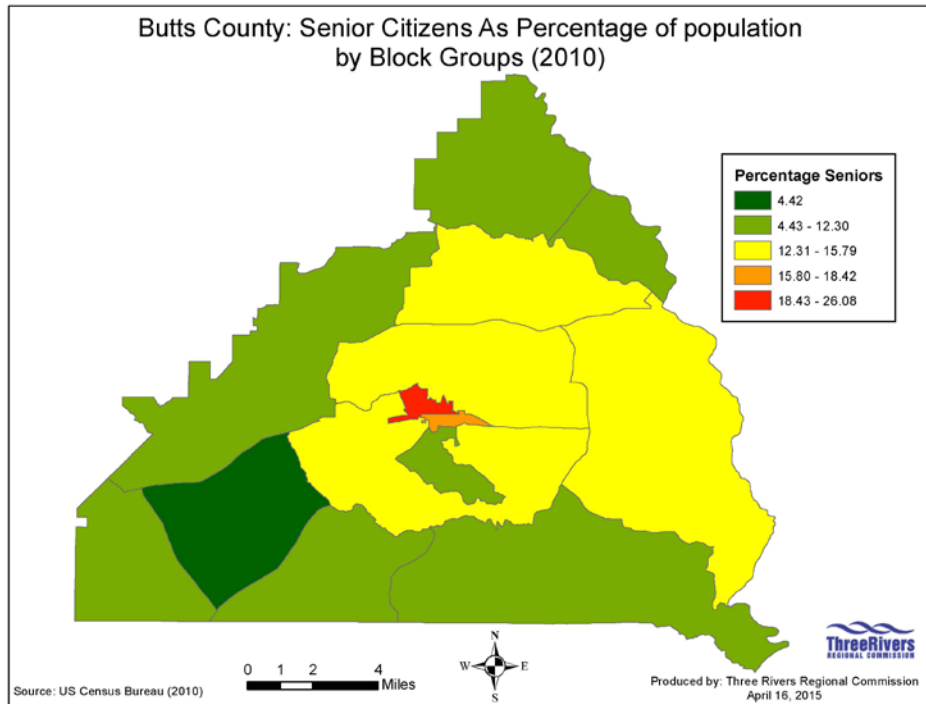 Butts County: Senior Citizens As Percentage of population
by Block Groups (2010)
Percentage Seniors
4.42
4.43 - 12.30
12.31 - 15.79
15.80 - 18.42
18.43 - 26.08
N
W E
S
0 1 2 4
Miles
ThreeRivers
REGIONAL COMMISSION
Source: US Census Bureau (2010)
Produced by: Three Rivers Regional Commission
April 16, 2015